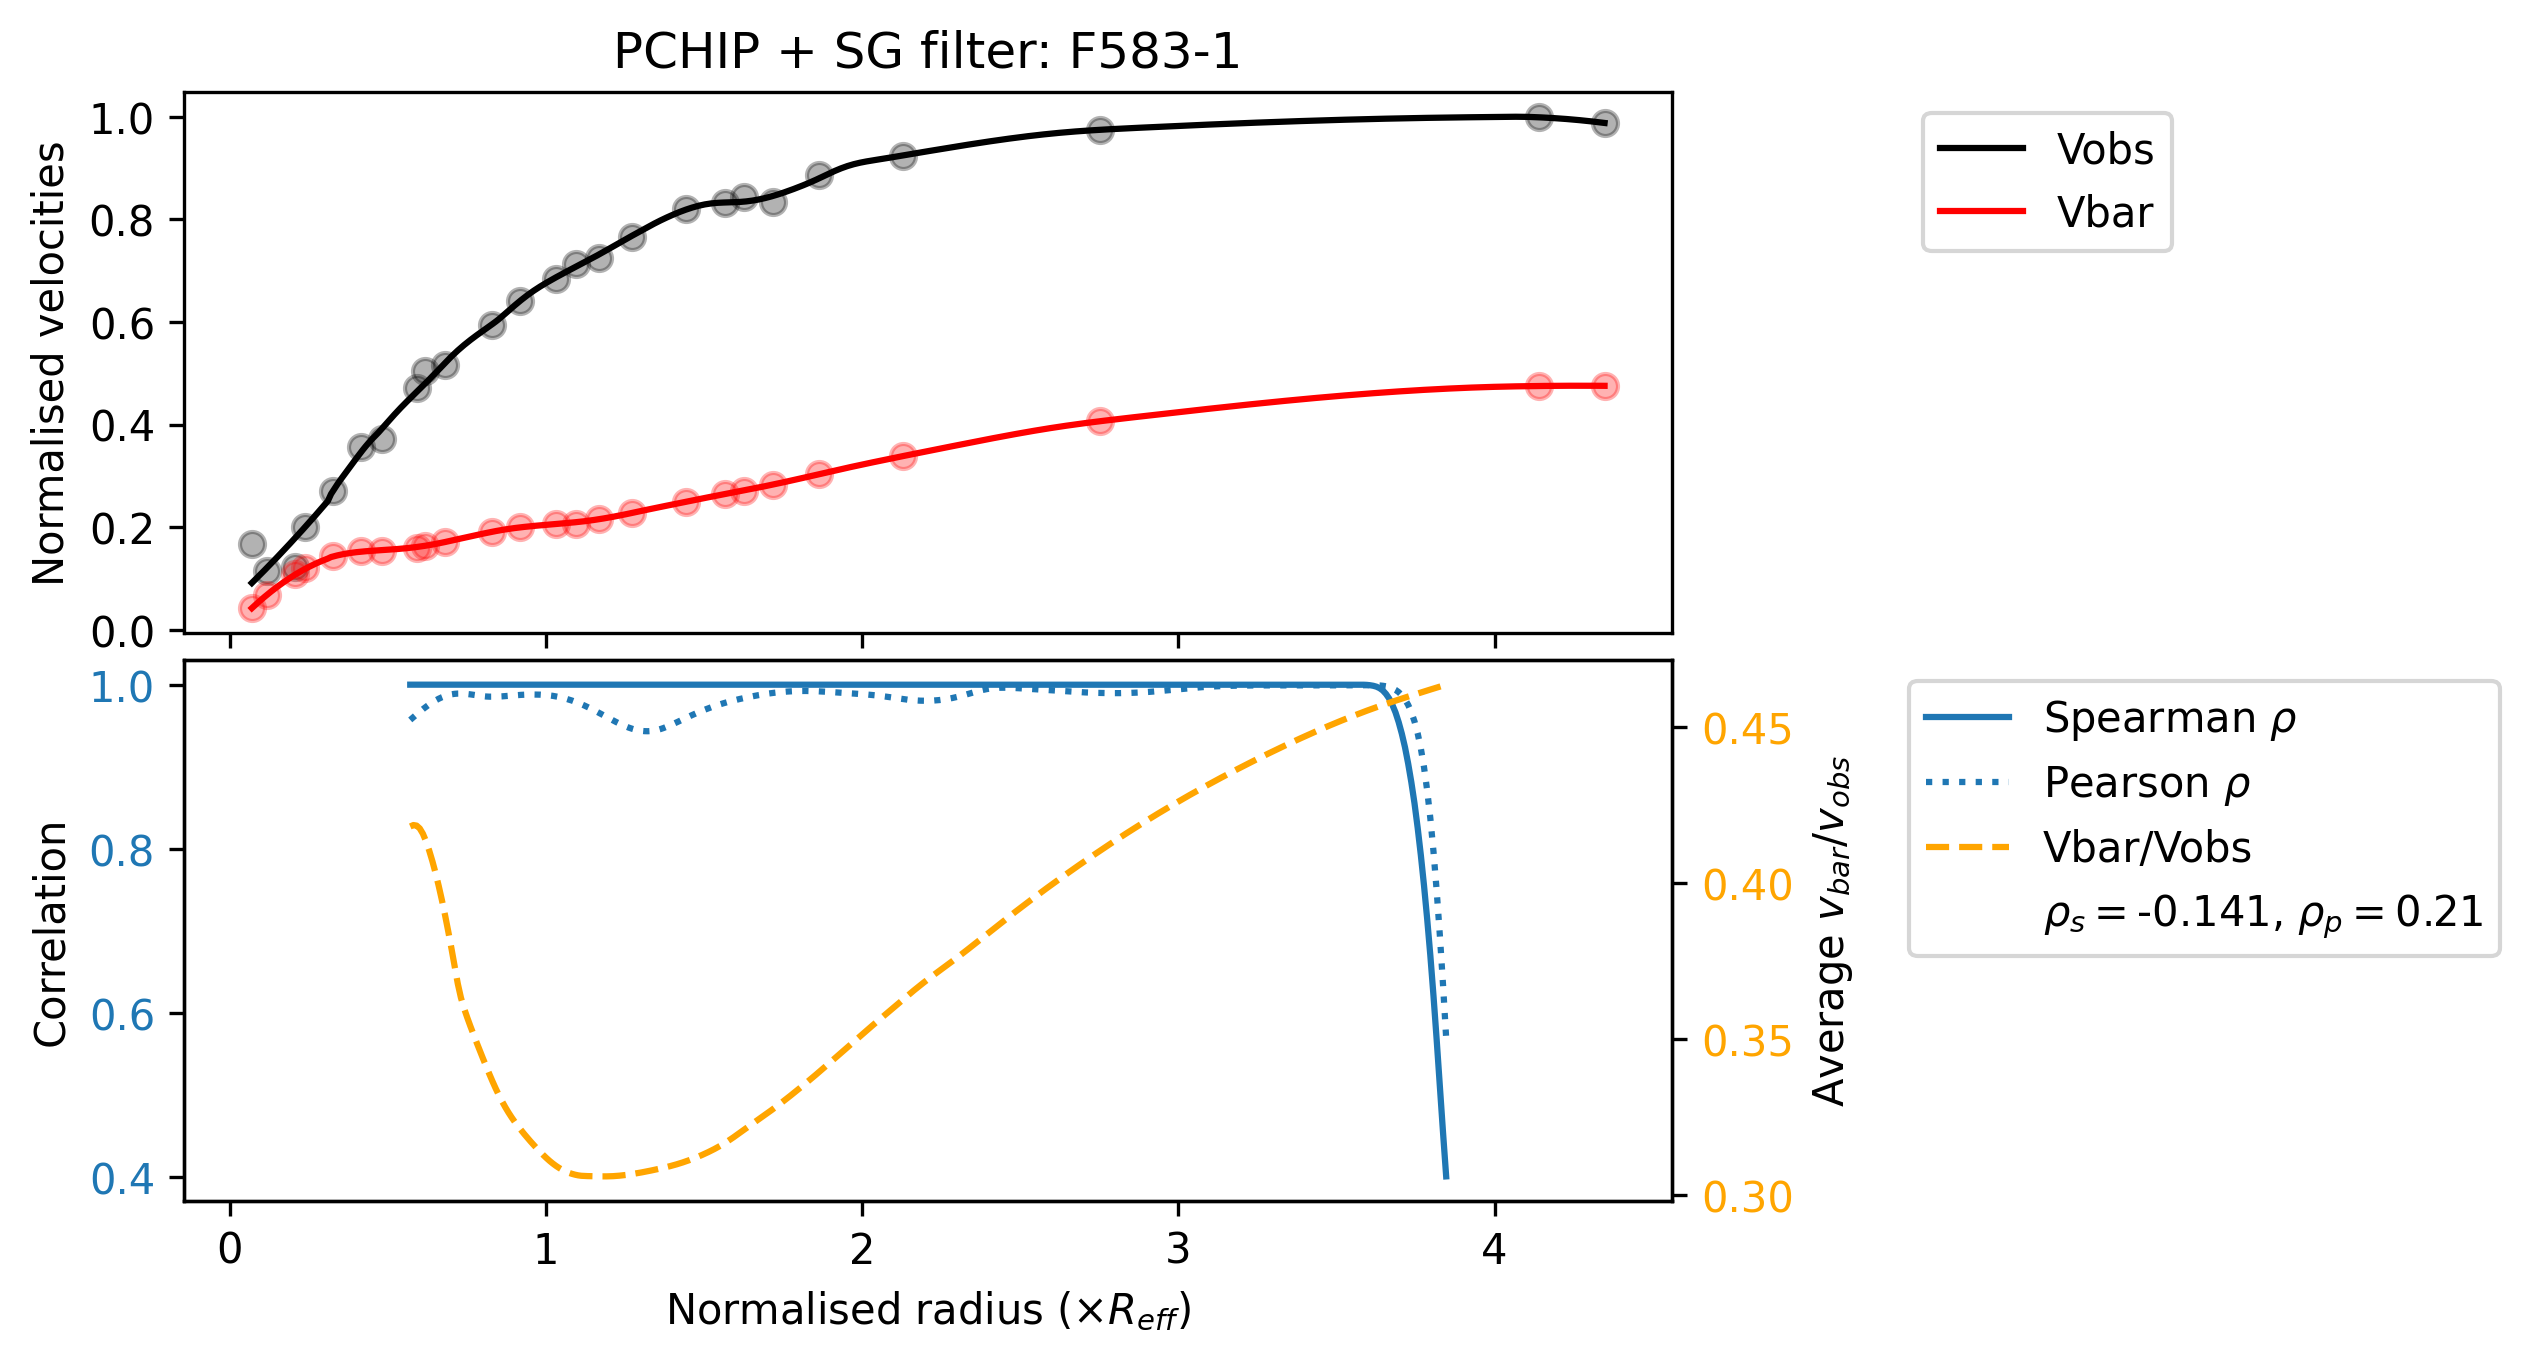 PCHIP + SG filter: F583-1
Normalised velocities
1.0
0.8
0.6
0.4
0.2
0.0
Vobs
Vbar
Correlation
1.0
0.8
0.6
0.4
0.45
0.40
0.35
0.30
Average v_bar/v_obs
Spearman ρ
Pearson ρ
Vbar/Vobs
ρ_s = -0.141, ρ_p = 0.21
0 1 2 3 4
Normalised radius (×R_eff)